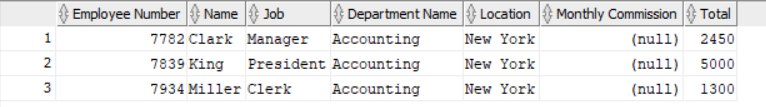 Employee Number Name Job Department Name Location Monthly Commission Total
1 7782 Clark Manager Accounting New York (null) 2450
2 7839 King President Accounting New York (null) 5000
3 7934 Miller Clerk Accounting New York (null) 1300